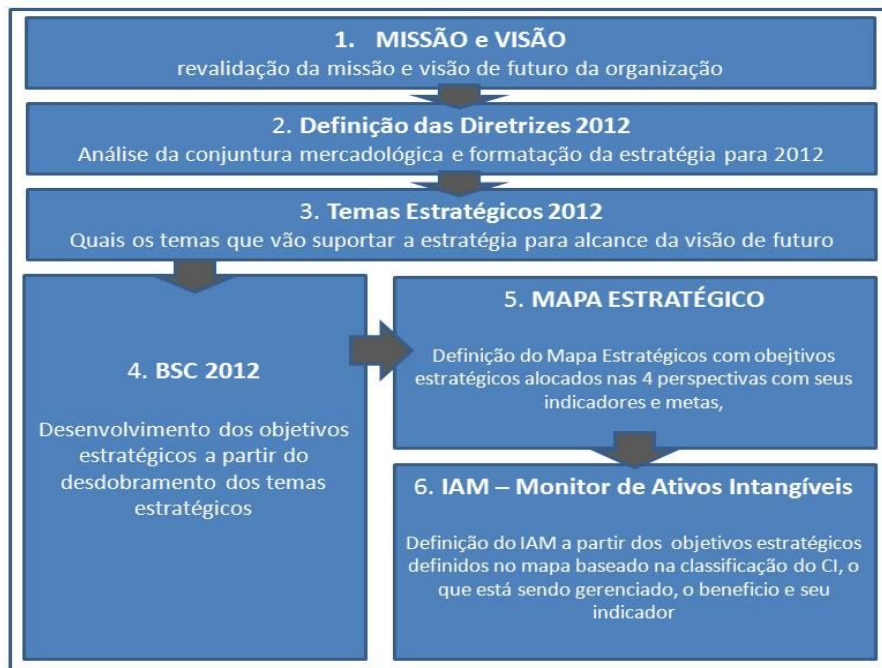 1. MISSÃO e VISÃO
revalidação da missão e visão de futuro da organização
2. Definição das Diretrizes 2012
Análise da conjuntura mercadológica e formatação da estratégia para 2012
3. Temas Estratégicos 2012
Quais os temas que vão suportar a estratégia para alcance da visão de futuro
4. BSC 2012
Desenvolvimento dos objetivos
estratégicos a partir do
desdobramento dos temas
estratégicos
5. MAPA ESTRATÉGICO
Definição do Mapa Estratégicos com obejtivos
estratégicos alocados nas 4 perspectivas com seus
indicadores e metas,
6. IAM – Monitor de Ativos Intangíveis
Definição do IAM a partir dos objetivos estratégicos
definidos no mapa baseado na classificação do CI, o
que está sendo gerenciado, o beneficio e seu
indicador